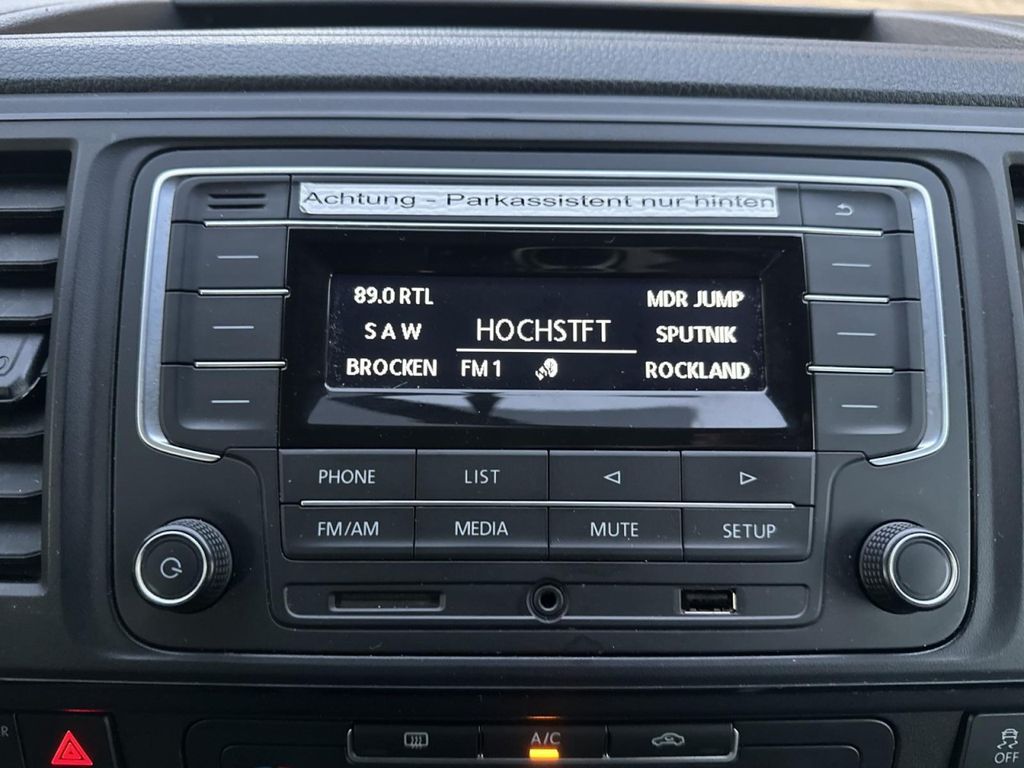 Achtung - Parkassistent nur hinten
89.0 RTL
MDR JUMP
S A W
HOCHSTFT
SPUTNIK
BROCKEN
FM 1
ROCKLAND
PHONE
LIST
FM/AM
MEDIA
MUTE
SETUP
A/C
OFF